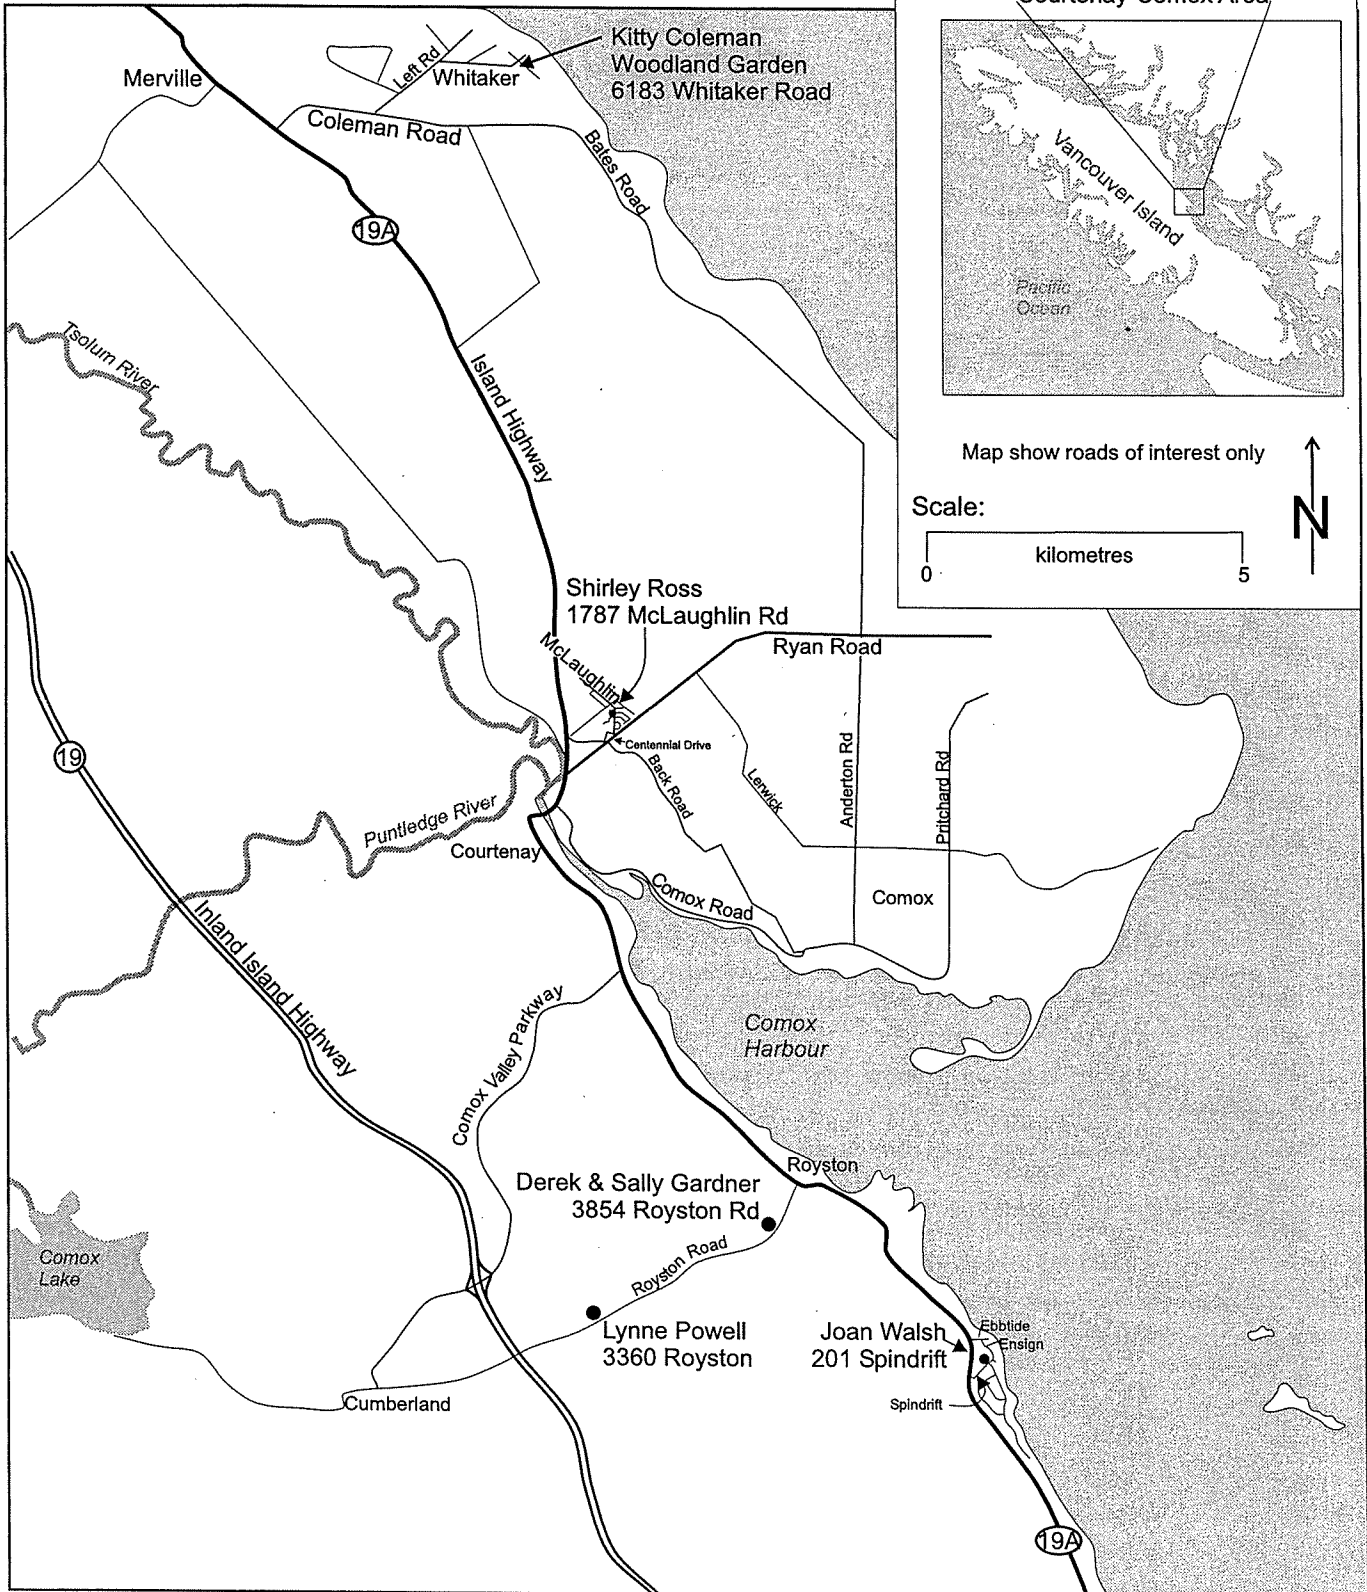 Courtenay-Comox Area
Vancouver Island
Pacific
Ocean
Map show roads of interest only
Scale:
kilometres
0 5
N
Kitty Coleman
Woodland Garden
6183 Whitaker Road
Merville
Left Rd
Whitaker
Coleman Road
Bates Road
19A
Tsolum River
Island Highway
Shirley Ross
1787 McLaughlin Rd
McLaughlin
Ryan Road
Centennial Drive
Back Road
Lerwick
Anderton Rd
Pritchard Rd
19
Puntledge River
Courtenay
Comox Road
Comox
Inland Island Highway
Comox Valley Parkway
Comox
Harbour
Royston
Derek & Sally Gardner
3854 Royston Rd
Royston Road
Comox
Lake
Lynne Powell
3360 Royston
Joan Walsh
201 Spindrift
Ebbtide
Ensign
Spindrift
Cumberland
19A